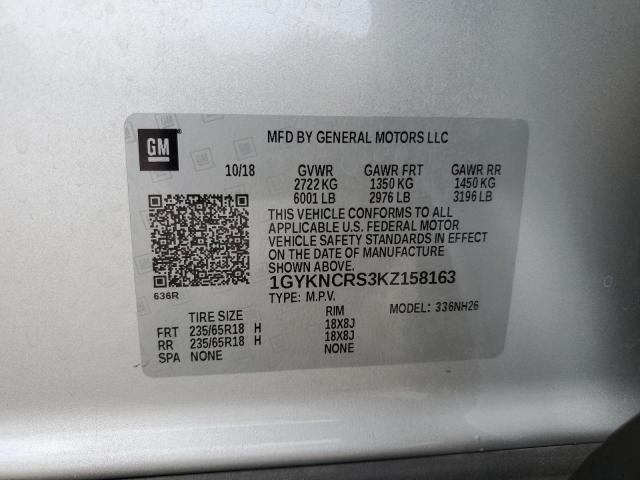 GM
MFD BY GENERAL MOTORS LLC
10/18 GVWR GAWR FRT GAWR RR
2722 KG 1350 KG 1450 KG
6001 LB 2976 LB 3196 LB
THIS VEHICLE CONFORMS TO ALL
APPLICABLE U.S. FEDERAL MOTOR
VEHICLE SAFETY STANDARDS IN EFFECT
ON THE DATE OF MANUFACTURE
SHOWN ABOVE.
1GYKNCRS3KZ158163
TYPE: M.P.V. MODEL: 336NH26
636R
TIRE SIZE RIM
FRT 235/65R18 H 18X8J
RR 235/65R18 H 18X8J
SPA NONE NONE